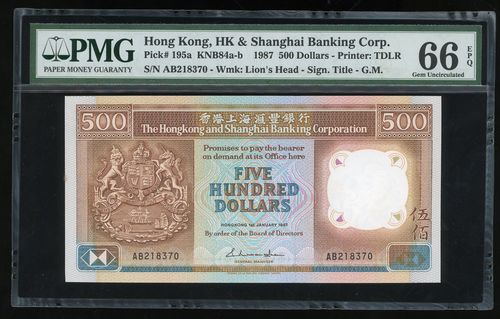 PMG
PAPER MONEY GUARANTY
Hong Kong, HK & Shanghai Banking Corp.
Pick# 195a KNB84a-b 1987 500 Dollars - Printer: TDLR
S/N AB218370 - Wmk: Lion's Head - Sign. Title - G.M.
66
EPQ
Gem Uncirculated
500
香港上海滙豐銀行
500
The Hongkong and Shanghai Banking Corporation
Promises to pay the bearer
on demand at its Office here
FIVE
HUNDRED
DOLLARS
HONGKONG 1ST JANUARY 1987
By order of the Board of Directors
伍
佰
GENERAL MANAGER
AB218370
AB218370